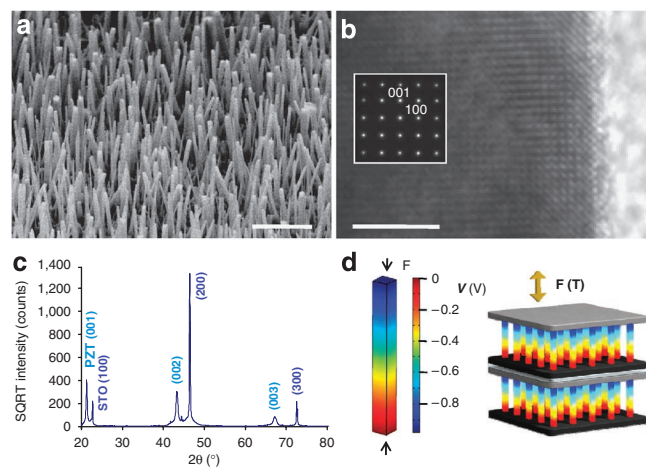 a
b
001
100
c
SQRT intensity (counts)
1,400
1,200
1,000
800
600
400
200
0
20
30
40
50
60
70
80
2θ (°)
PZT (001)
STO (100)
(002)
(200)
(003)
(300)
d
F
V (V)
0
−0.2
−0.4
−0.6
−0.8
F (T)